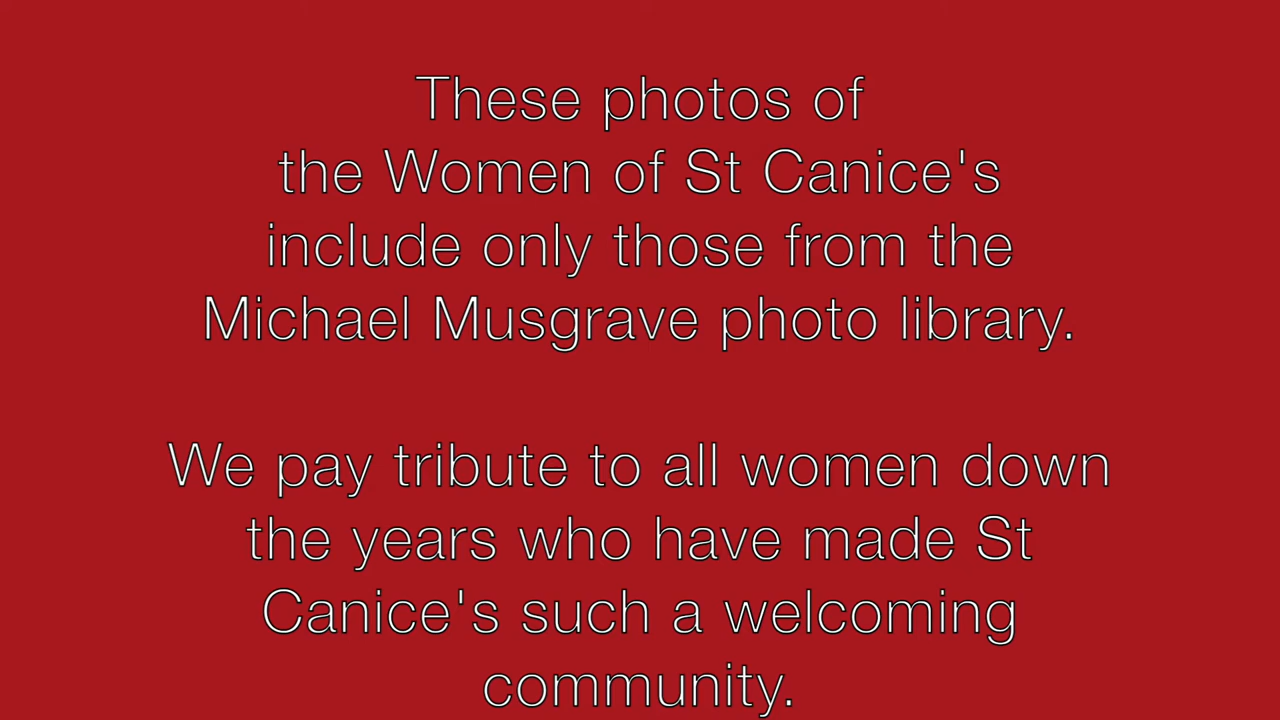 These photos of
the Women of St Canice's
include only those from the
Michael Musgrave photo library.
We pay tribute to all women down
the years who have made St
Canice's such a welcoming
community.